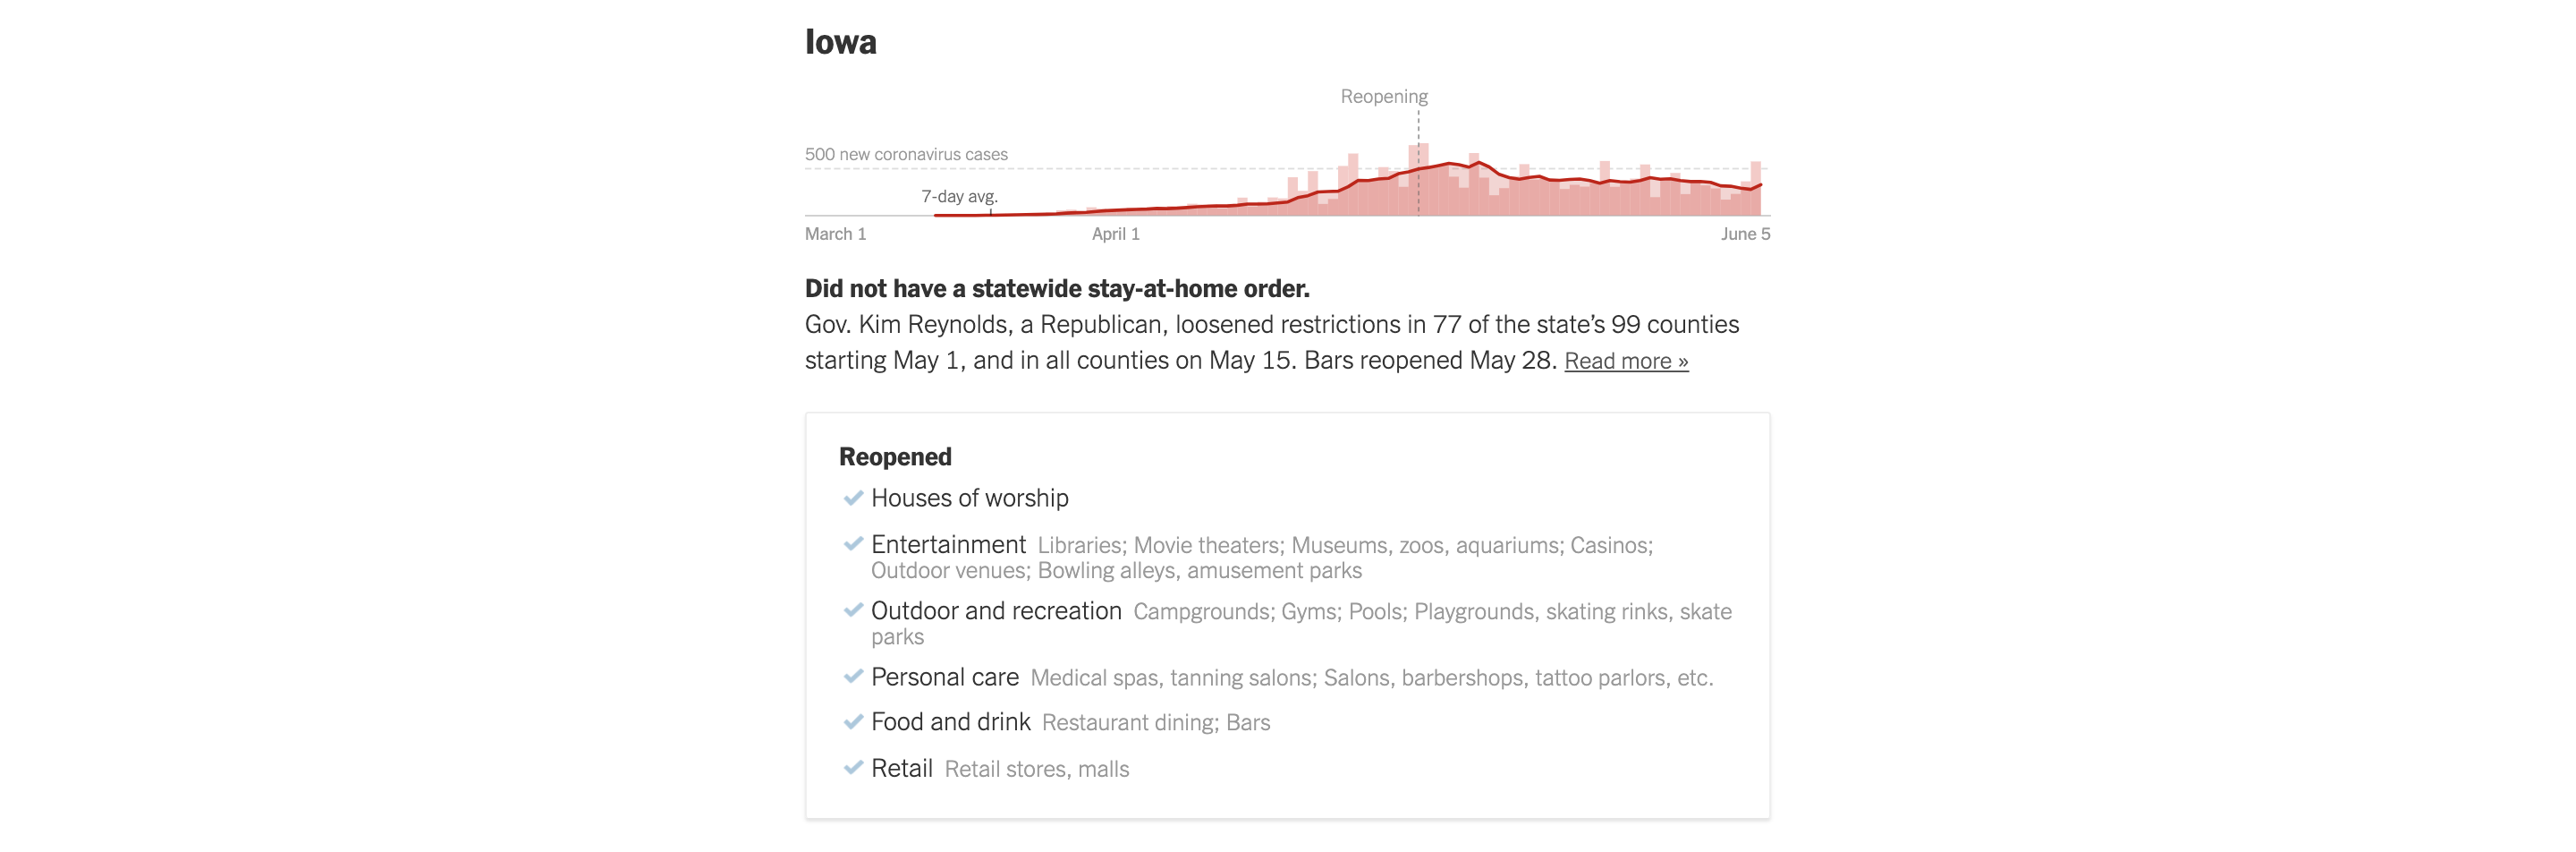 Iowa
Reopening
500 new coronavirus cases
7-day avg.
March 1
April 1
June 5
Did not have a statewide stay-at-home order.
Gov. Kim Reynolds, a Republican, loosened restrictions in 77 of the state’s 99 counties
starting May 1, and in all counties on May 15. Bars reopened May 28. Read more »
Reopened
Houses of worship
Entertainment Libraries; Movie theaters; Museums, zoos, aquariums; Casinos;
Outdoor venues; Bowling alleys, amusement parks
Outdoor and recreation Campgrounds; Gyms; Pools; Playgrounds, skating rinks, skate
parks
Personal care Medical spas, tanning salons; Salons, barbershops, tattoo parlors, etc.
Food and drink Restaurant dining; Bars
Retail Retail stores, malls